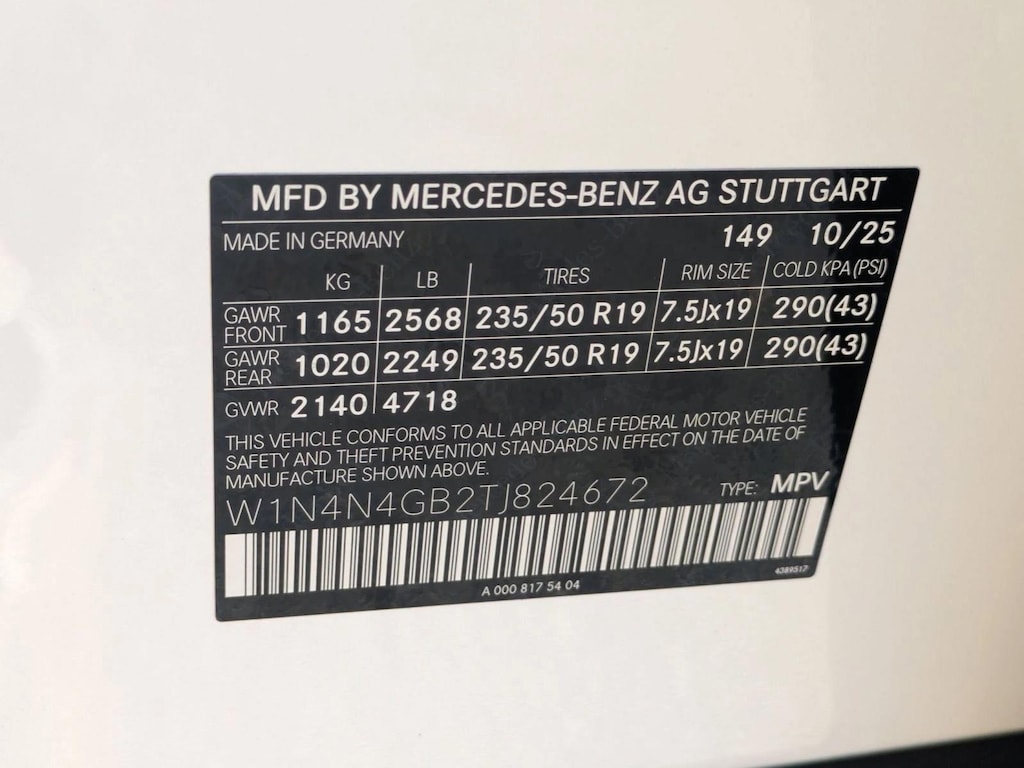 MFD BY MERCEDES-BENZ AG STUTTGART
MADE IN GERMANY 149 10/25
KG LB TIRES RIM SIZE COLD KPA (PSI)
GAWR FRONT 1165 2568 235/50 R19 7.5Jx19 290(43)
GAWR REAR 1020 2249 235/50 R19 7.5Jx19 290(43)
GVWR 2140 4718
THIS VEHICLE CONFORMS TO ALL APPLICABLE FEDERAL MOTOR VEHICLE
SAFETY AND THEFT PREVENTION STANDARDS IN EFFECT ON THE DATE OF
MANUFACTURE SHOWN ABOVE.
W1N4N4GB2TJ824672 TYPE: MPV
A 000 817 54 04